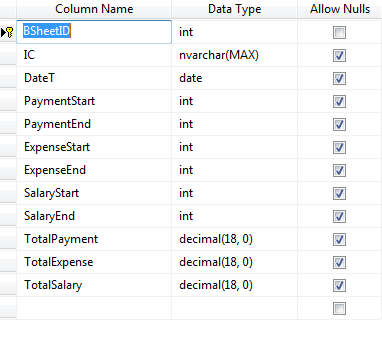 Column Name Data Type Allow Nulls
BSheetID int
IC nvarchar(MAX)
DateT date
PaymentStart int
PaymentEnd int
ExpenseStart int
ExpenseEnd int
SalaryStart int
SalaryEnd int
TotalPayment decimal(18, 0)
TotalExpense decimal(18, 0)
TotalSalary decimal(18, 0)